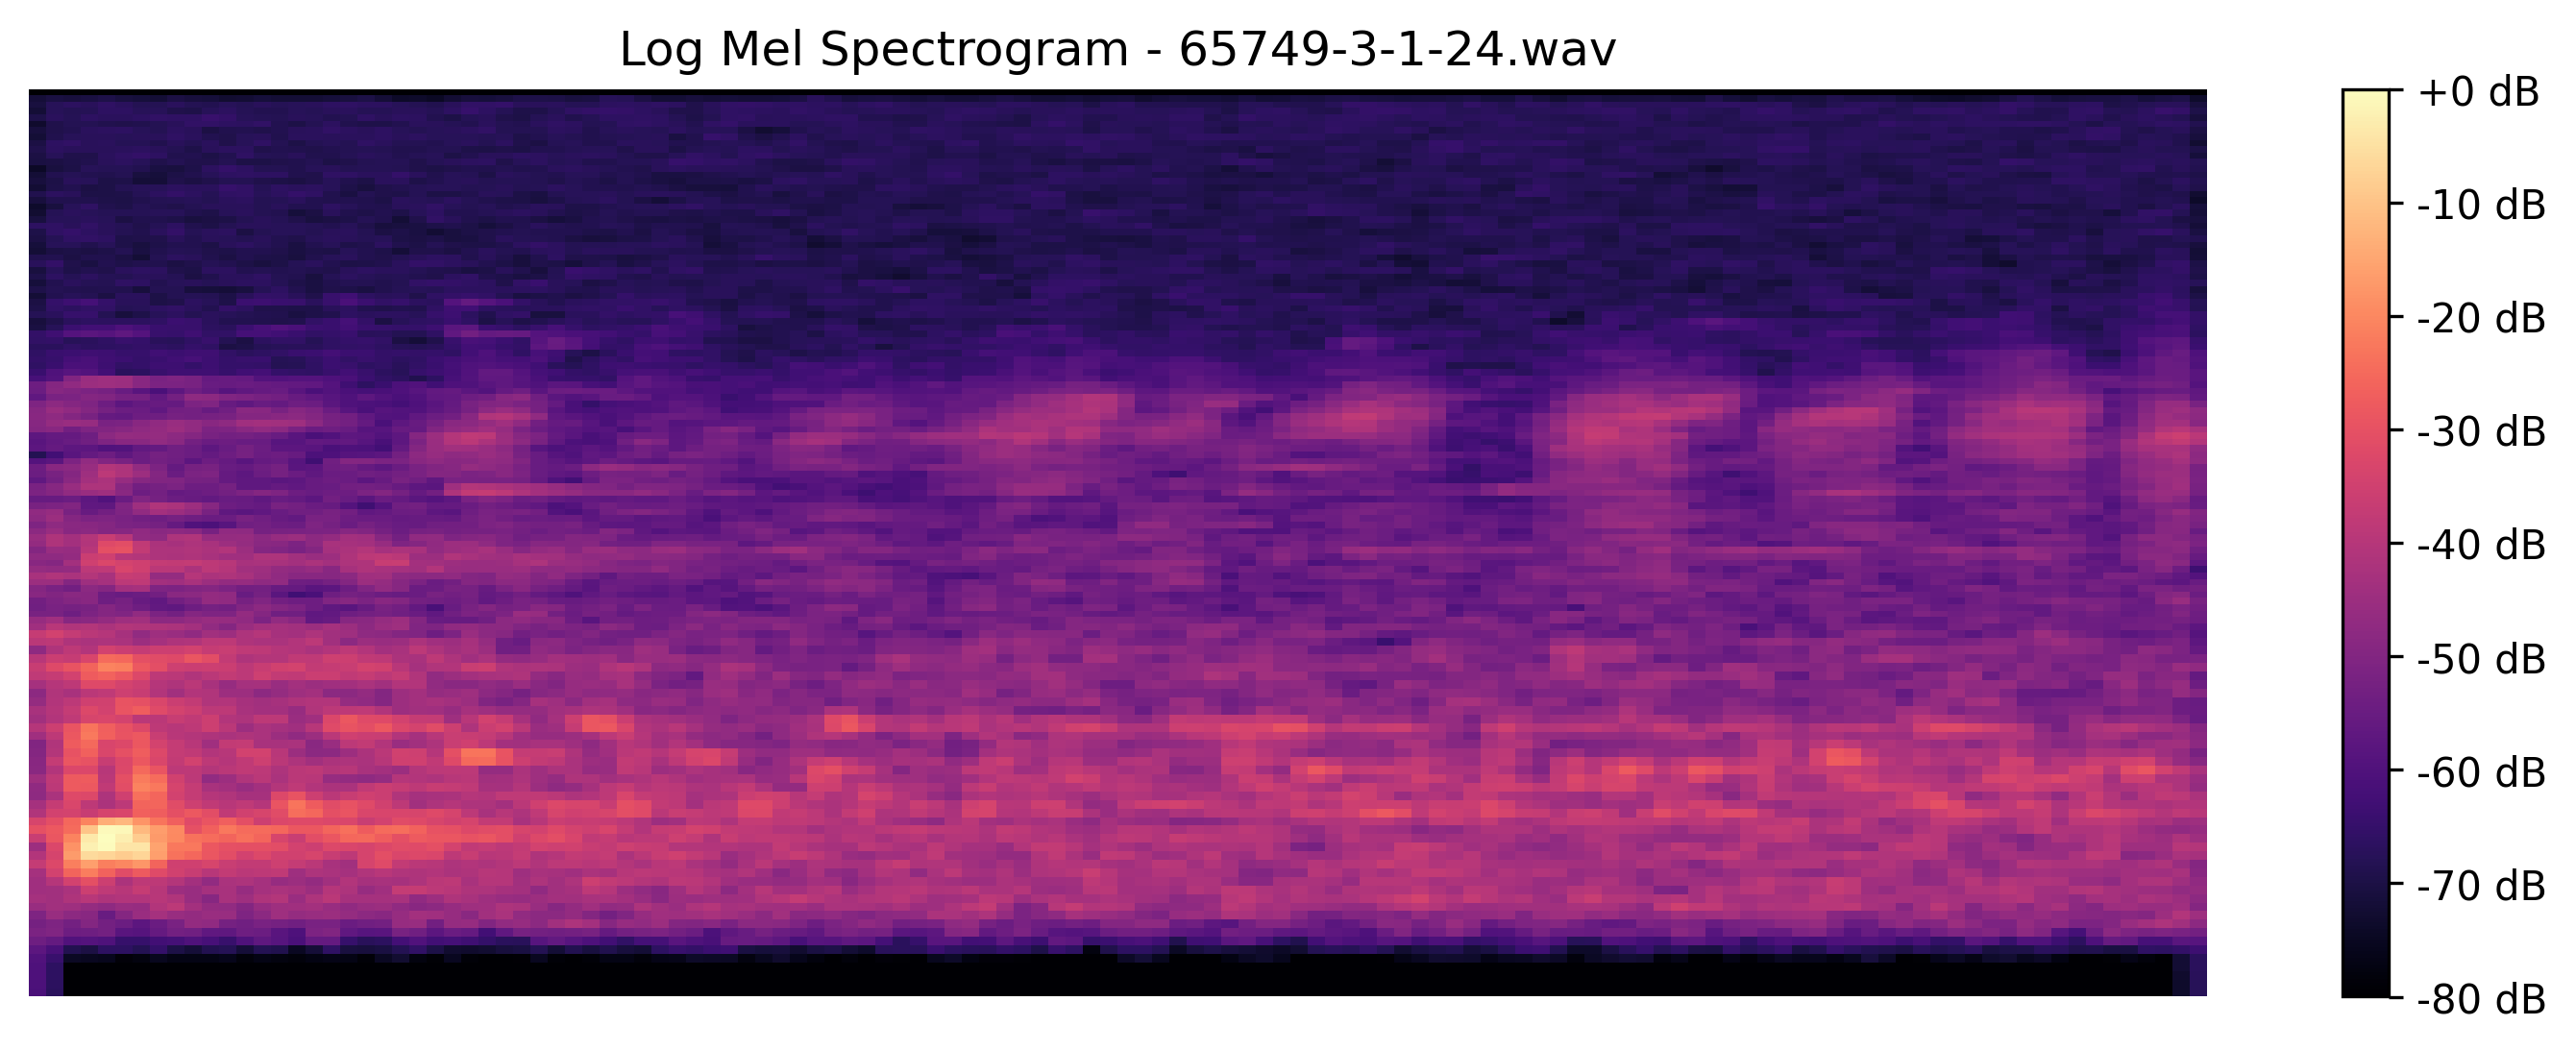 Log Mel Spectrogram - 65749-3-1-24.wav
+0 dB
-10 dB
-20 dB
-30 dB
-40 dB
-50 dB
-60 dB
-70 dB
-80 dB